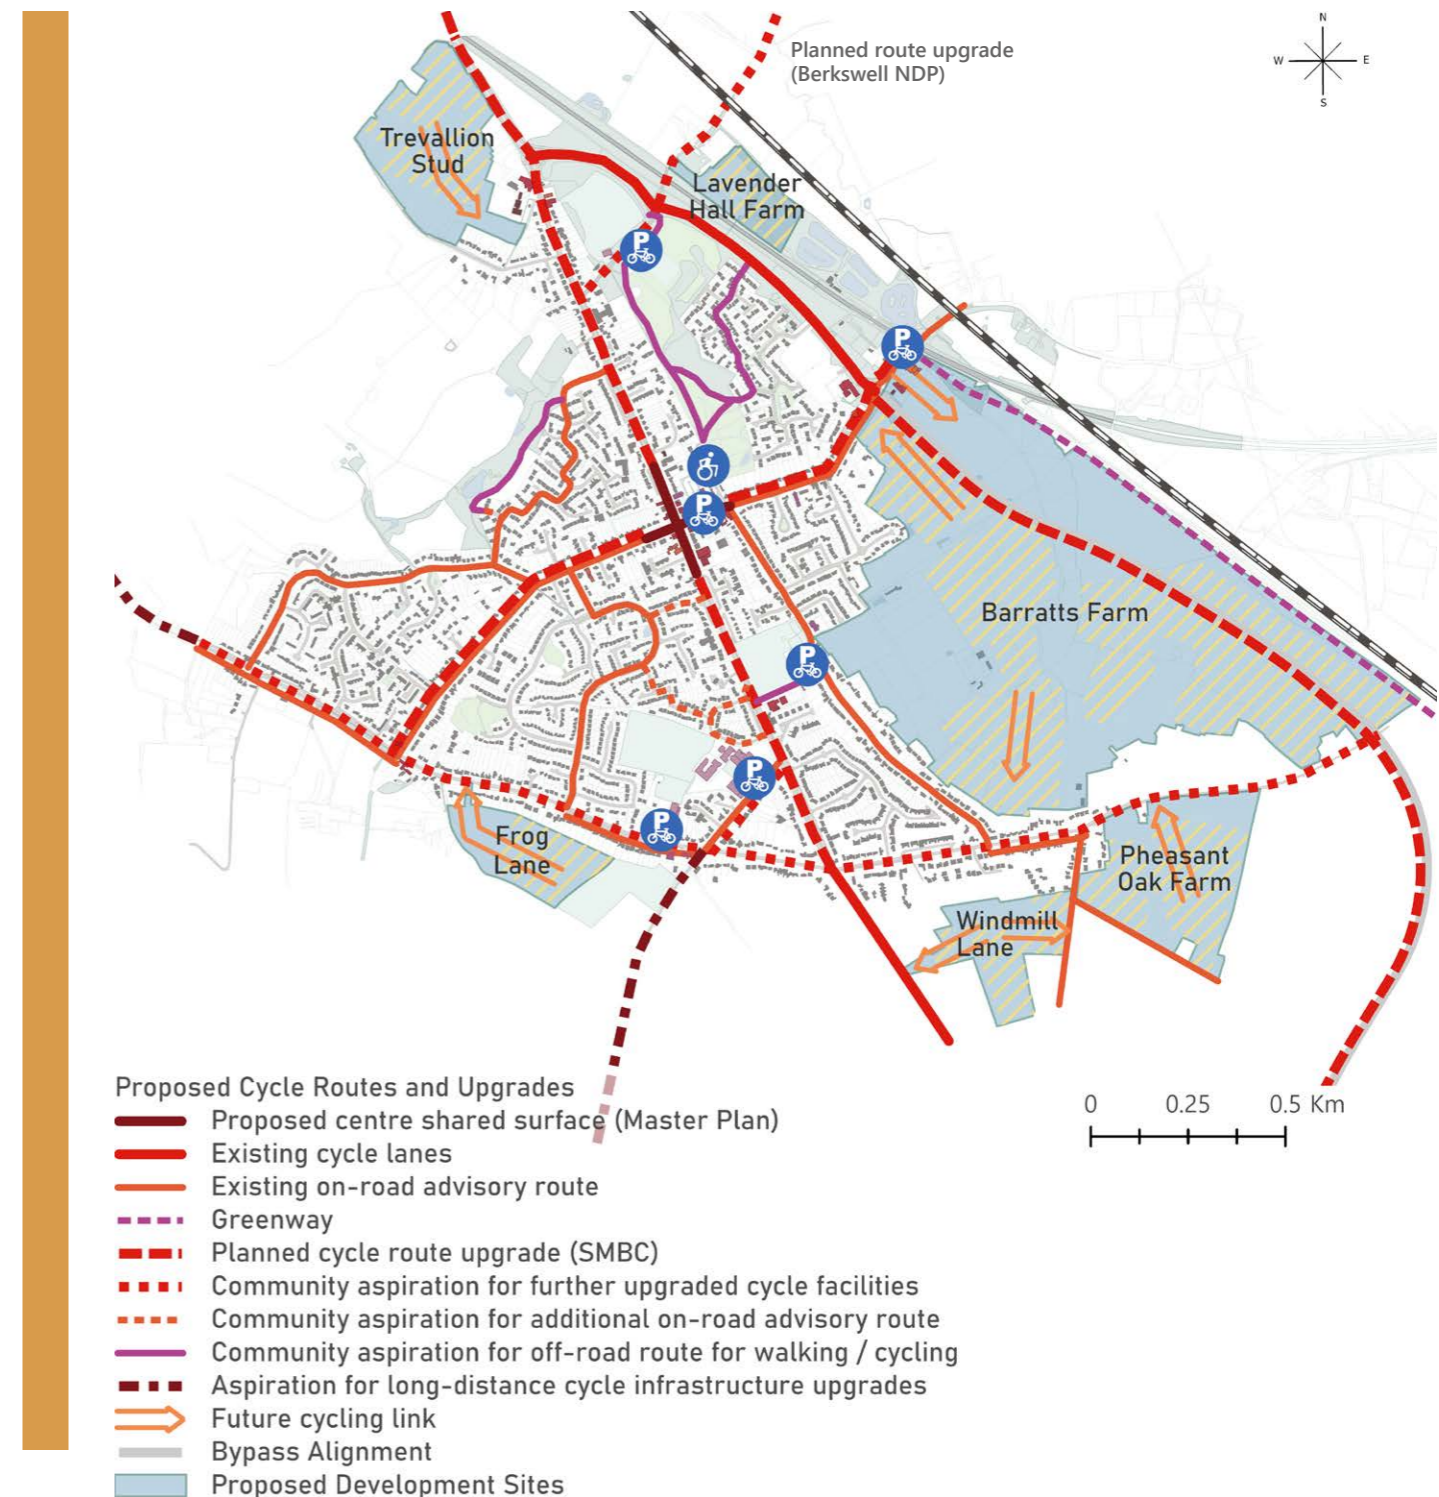 Planned route upgrade
(Berkswell NDP)
N
W
E
S
Trevallion
Stud
Lavender
Hall Farm
P
P
P
Barratts Farm
P
P
P
Frog
Lane
Pheasant
Oak Farm
Windmill
Lane
Proposed Cycle Routes and Upgrades
Proposed centre shared surface (Master Plan)
Existing cycle lanes
Existing on-road advisory route
Greenway
Planned cycle route upgrade (SMBC)
Community aspiration for further upgraded cycle facilities
Community aspiration for additional on-road advisory route
Community aspiration for off-road route for walking / cycling
Aspiration for long-distance cycle infrastructure upgrades
Future cycling link
Bypass Alignment
Proposed Development Sites
0 0.25 0.5 Km